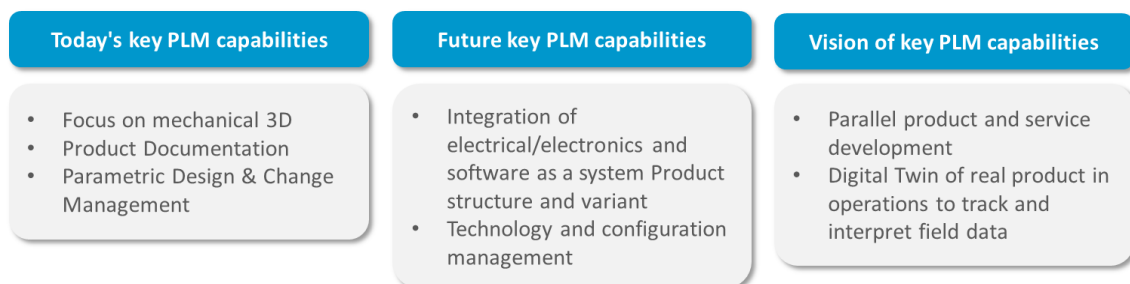 Today's key PLM capabilities
• Focus on mechanical 3D
• Product Documentation
• Parametric Design & Change
Management
Future key PLM capabilities
• Integration of
electrical/electronics and
software as a system Product
structure and variant
• Technology and configuration
management
Vision of key PLM capabilities
• Parallel product and service
development
• Digital Twin of real product in
operations to track and
interpret field data